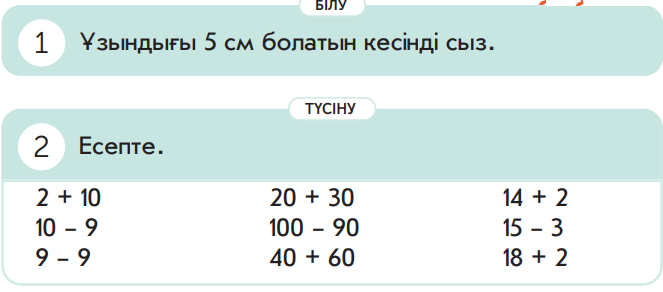 БІЛУ
1 Ұзындығы 5 см болатын кесінді сыз.
ТҮСІНУ
2 Есепте.
2 + 10 20 + 30 14 + 2
10 – 9 100 – 90 15 – 3
9 – 9 40 + 60 18 + 2